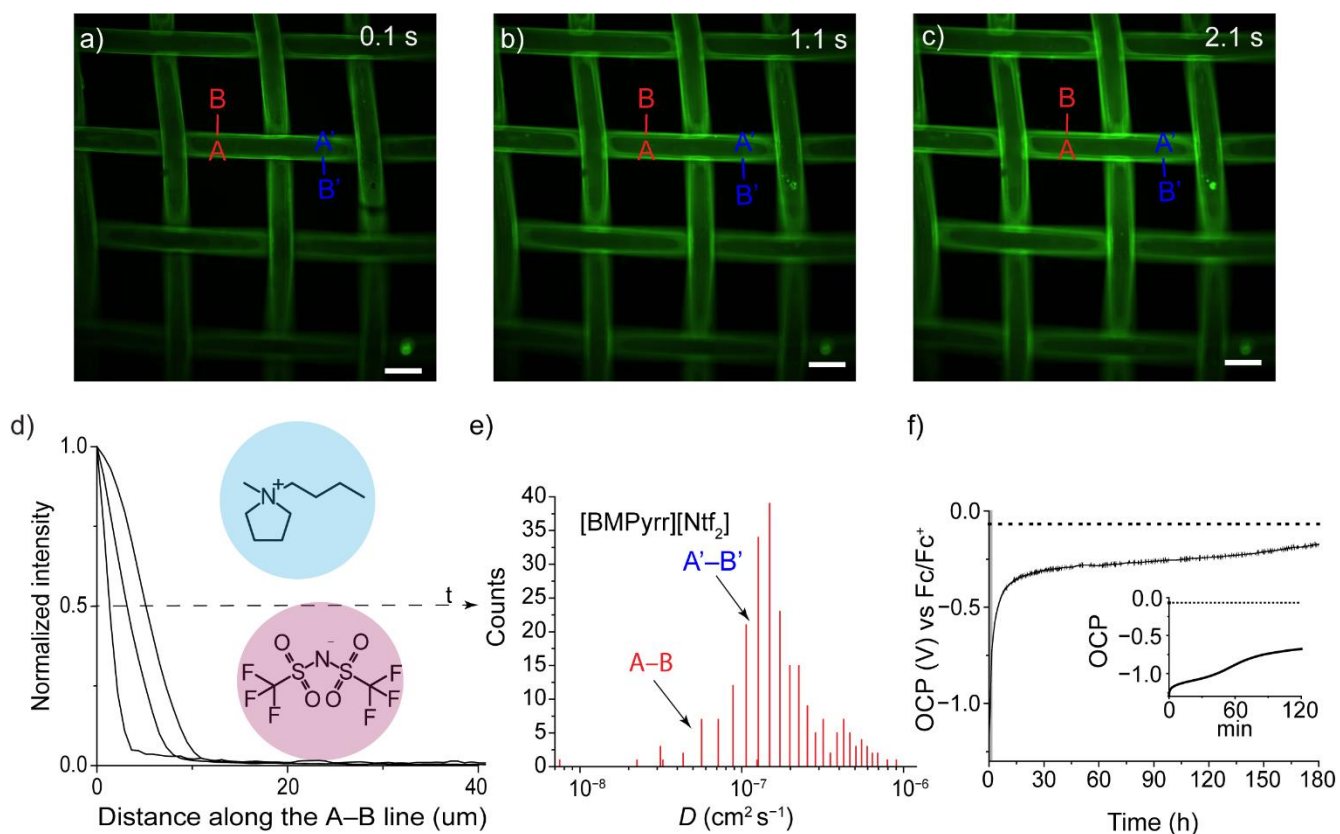 a)
0.1 s
B
A
A'
B'
b)
1.1 s
B
A
A'
B'
c)
2.1 s
B
A
A'
B'
d)
1.0
0.5
0.0
Normalized intensity
t
N
+
O
O
-
O
S
N
S
O
F
F
F
F
F
F
0
20
40
Distance along the A–B line (um)
e)
40
35
30
25
20
15
10
5
0
Counts
[BMPyrr][Ntf₂]
A'–B'
A–B
10⁻⁸
10⁻⁷
10⁻⁶
D (cm² s⁻¹)
f)
0.0
−0.5
−1.0
OCP (V) vs Fc/Fc⁺
0.0
−0.5
−1.0
OCP
0
60
120
min
0
30
60
90
120
150
180
Time (h)